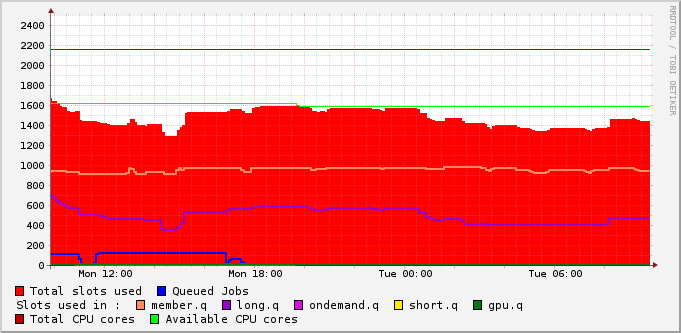 2400
2200
2000
1800
1600
1400
1200
1000
800
600
400
200
0
Mon 12:00 Mon 18:00 Tue 00:00 Tue 06:00
RRDTOOL / TOBI OETIKER
Total slots used Queued Jobs
Slots used in : member.q long.q ondemand.q short.q gpu.q
Total CPU cores Available CPU cores